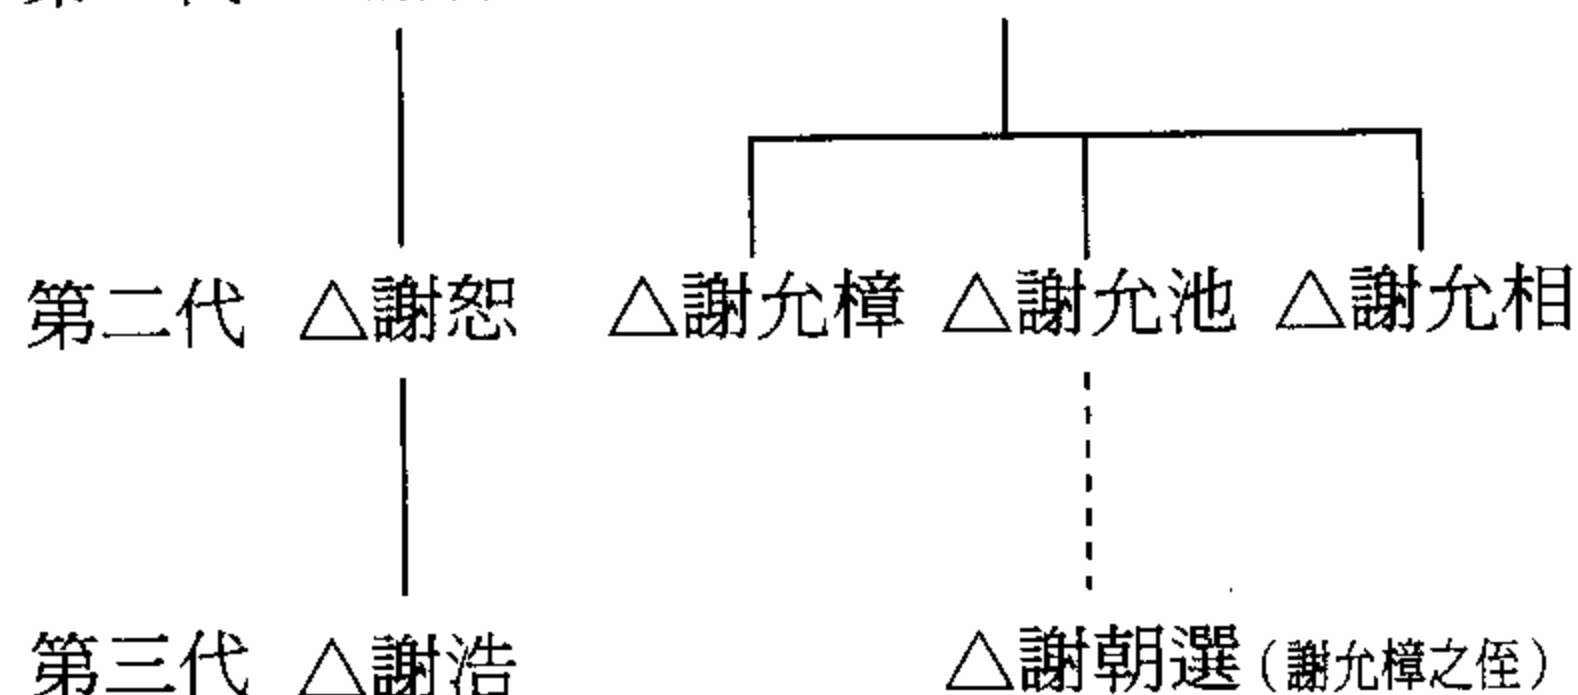 第二代 △謝恕 △謝允樟 △謝允池 △謝允相
第三代 △謝浩 △謝朝選（謝允樟之侄）